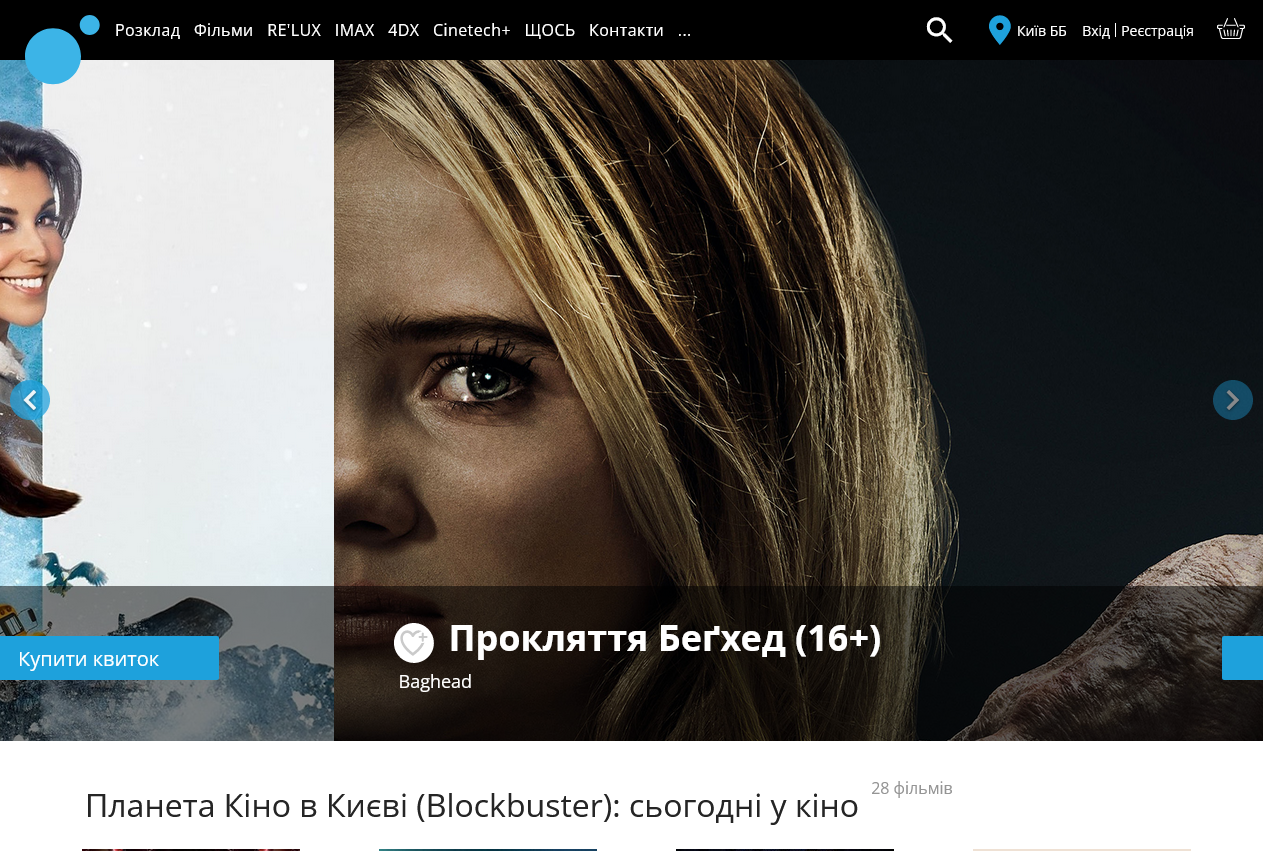 Розклад Фільми RE'LUX IMAX 4DX Cinetech+ ЩОСЬ Контакти ... Київ ББ Вхід Реєстрація
Купити квиток
Прокляття Беґхед (16+)
Baghead
Планета Кіно в Києві (Blockbuster): сьогодні у кіно 28 фільмів